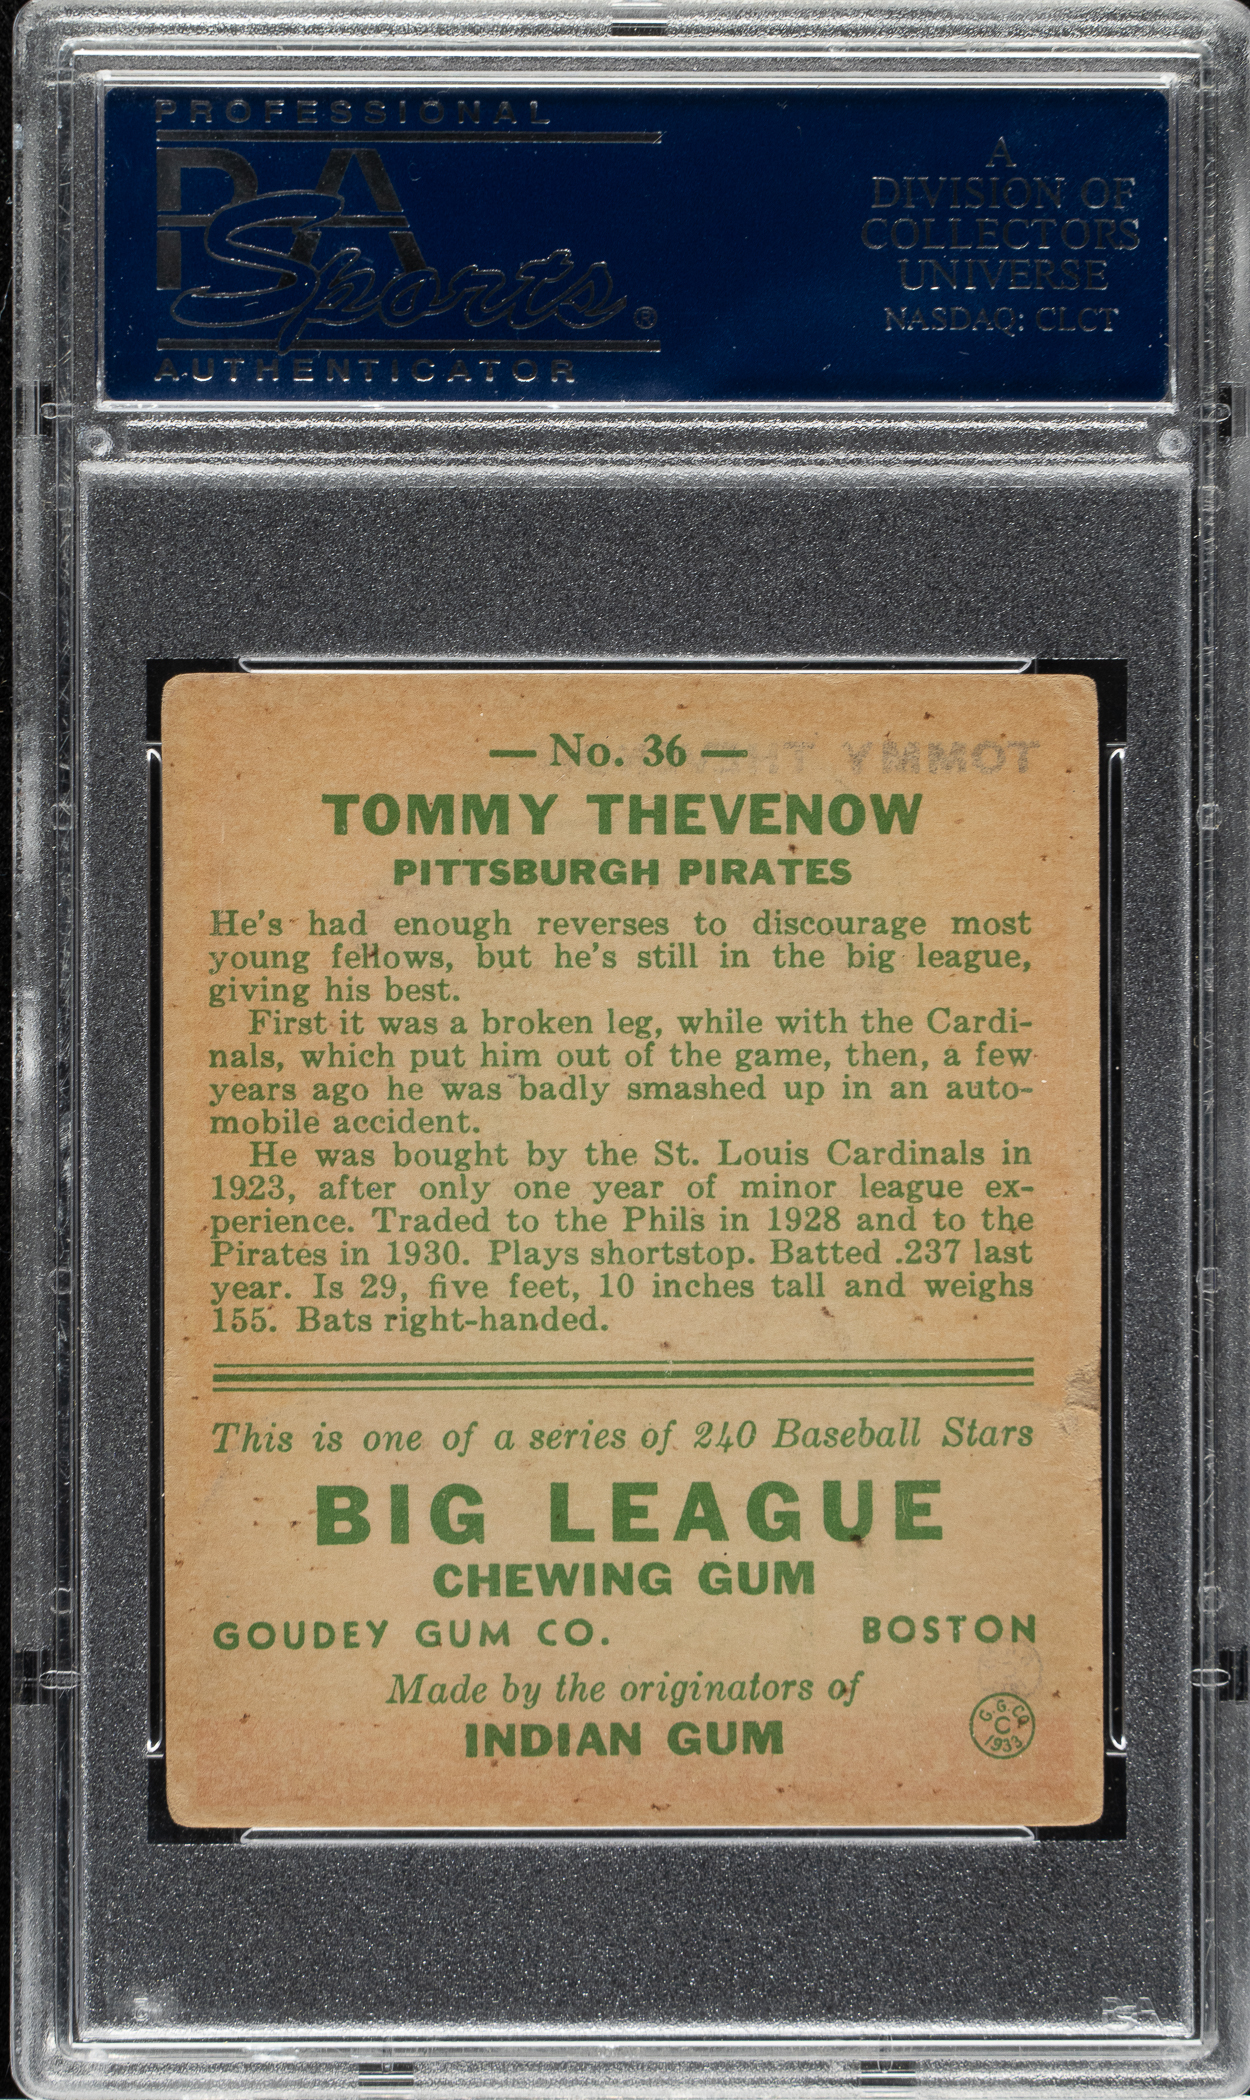 PROFESSIONAL
PSA
Sports®
AUTHENTICATOR
A
DIVISION OF
COLLECTORS
UNIVERSE
NASDAQ: CLCT
— No. 36 —
TOMMY THEVENOW
PITTSBURGH PIRATES
He's had enough reverses to discourage most
young fellows, but he's still in the big league,
giving his best.
First it was a broken leg, while with the Cardi-
nals, which put him out of the game, then, a few
years ago he was badly smashed up in an auto-
mobile accident.
He was bought by the St. Louis Cardinals in
1923, after only one year of minor league ex-
perience. Traded to the Phils in 1928 and to the
Pirates in 1930. Plays shortstop. Batted .237 last
year. Is 29, five feet, 10 inches tall and weighs
155. Bats right-handed.
This is one of a series of 240 Baseball Stars
BIG LEAGUE
CHEWING GUM
GOUDEY GUM CO. BOSTON
Made by the originators of
INDIAN GUM
G.G.CO.
C
1933
PSA